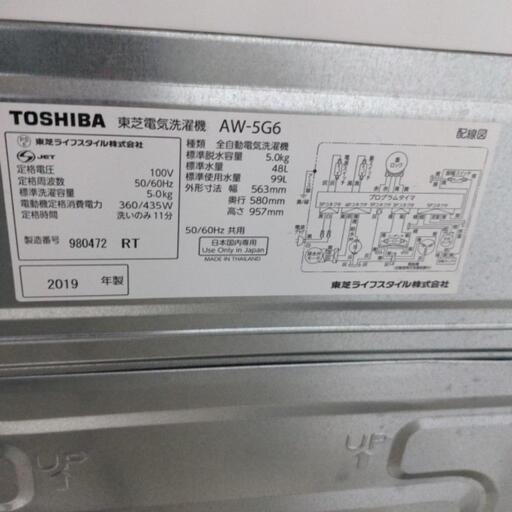 TOSHIBA 東芝電気洗濯機 AW-5G6
配線図
東芝ライフスタイル株式会社
JET
定格電圧 100V
定格周波数 50/60Hz
標準洗濯容量 5.0kg
電動機定格消費電力 360/435W
定格時間 洗いのみ 11分
製造番号 980472 RT
2019 年製
種類 全自動電気洗濯機
標準脱水容量 5.0kg
標準水量 48L
標準使用水量 99L
外形寸法 幅 563mm
奥行 580mm
高さ 957mm
50/60Hz 共用
日本国内専用
Use Only in Japan
MADE IN THAILAND
プログラムタイマ
東芝ライフスタイル株式会社
UP
UP